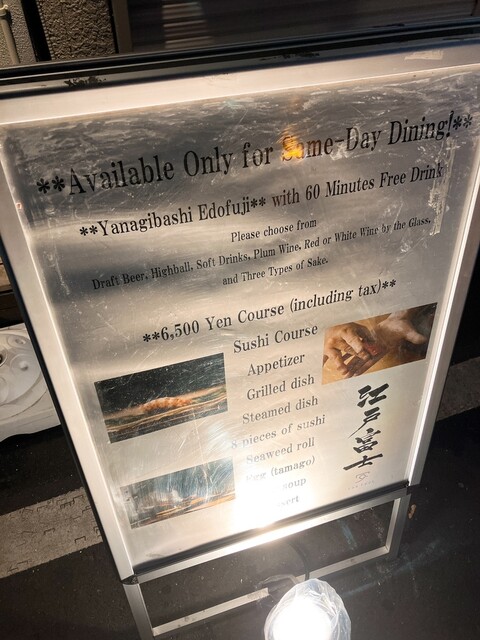 **Available Only for Same-Day Dining!**
**Yanagibashi Edofuji** with 60 Minutes Free Drink
Please choose from
Draft Beer, Highball, Soft Drinks, Plum Wine, Red or White Wine by the Glass,
and Three Types of Sake.
**6,500 Yen Course (including tax)**
Sushi Course
Appetizer
Grilled dish
Steamed dish
8 pieces of sushi
Seaweed roll
Egg (tamago)
soup
江戸富士